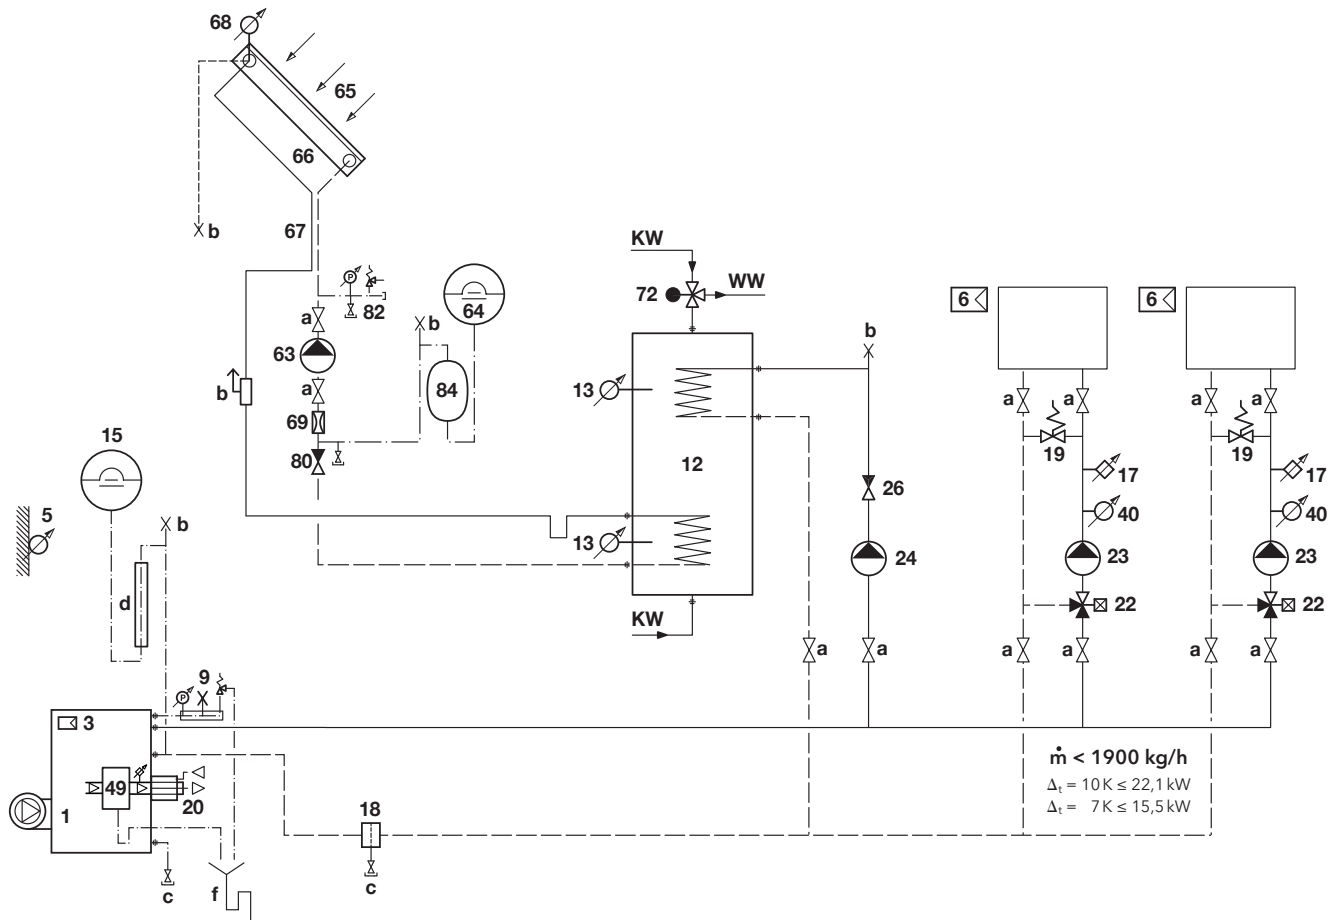 68
65
66
b
67
KW
WW
72
P
82
64
6
6
a
b
63
b
a
a
a
a
b
a
13
84
69
15
19
19
80
12
17
17
26
5
b
40
40
13
24
23
23
d
22
22
KW
a
a
a
a
a
a
9
P
3
ṁ < 1900 kg/h
Δt = 10 K ≤ 22,1 kW
Δt = 7 K ≤ 15,5 kW
49
1
20
18
c
f
c